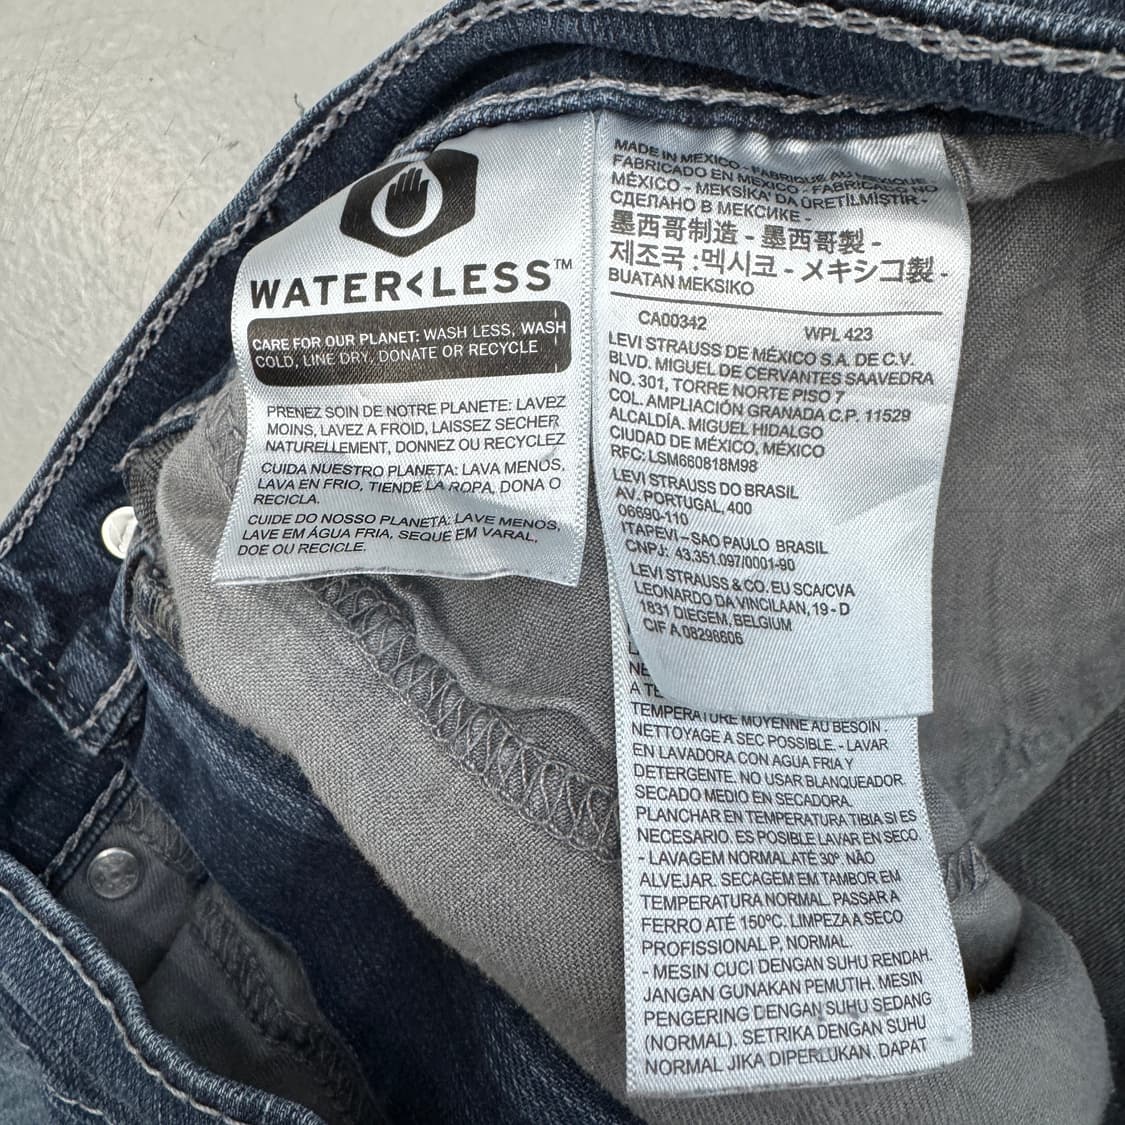 WATER<LESS™
CARE FOR OUR PLANET: WASH LESS, WASH
COLD, LINE DRY, DONATE OR RECYCLE
PRENEZ SOIN DE NOTRE PLANETE: LAVEZ
MOINS, LAVEZ A FROID, LAISSEZ SECHER
NATURELLEMENT, DONNEZ OU RECYCLEZ
CUIDA NUESTRO PLANETA: LAVA MENOS,
LAVA EN FRIO, TIENDE LA ROPA, DONA O
RECICLA.
CUIDE DO NOSSO PLANETA: LAVE MENOS,
LAVE EM ÁGUA FRIA, SEQUE EM VARAL,
DOE OU RECICLE.
MADE IN MEXICO - FABRIQUE AU MEXIQUE
FABRICADO EN MEXICO - FABRICADO NO
MÉXICO - MEKSİKA' DA ÜRETİLMİSTİR -
СДЕЛАНО В МЕКСИКЕ -
墨西哥制造 - 墨西哥製 -
제조국 :멕시코 - メキシコ製 -
BUATAN MEKSIKO
CA00342 WPL 423
LEVI STRAUSS DE MÉXICO S.A. DE C.V.
BLVD. MIGUEL DE CERVANTES SAAVEDRA
NO. 301, TORRE NORTE PISO 7
COL. AMPLIACIÓN GRANADA C.P. 11529
ALCALDÍA. MIGUEL HIDALGO
CIUDAD DE MÉXICO, MÉXICO
RFC: LSM660818M98
LEVI STRAUSS DO BRASIL
AV. PORTUGAL, 400
06690-110
ITAPEVI - SAO PAULO BRASIL
CNPJ: 43.351.097/0001-90
LEVI STRAUSS & CO. EU SCA/CVA
LEONARDO DA VINCILAAN, 19 - D
1831 DIEGEM, BELGIUM
CIF A 08298806
NE
A TE
TEMPERATURE MOYENNE AU BESOIN
NETTOYAGE A SEC POSSIBLE. - LAVAR
EN LAVADORA CON AGUA FRIA Y
DETERGENTE. NO USAR BLANQUEADOR.
SECADO MEDIO EN SECADORA.
PLANCHAR EN TEMPERATURA TIBIA SI ES
NECESARIO. ES POSIBLE LAVAR EN SECO.
- LAVAGEM NORMAL ATÉ 30º. NÃO
ALVEJAR. SECAGEM EM TAMBOR EM
TEMPERATURA NORMAL. PASSAR A
FERRO ATÉ 150ºC. LIMPEZA A SECO
PROFISSIONAL P, NORMAL.
- MESIN CUCI DENGAN SUHU RENDAH.
JANGAN GUNAKAN PEMUTIH. MESIN
PENGERING DENGAN SUHU SEDANG
(NORMAL). SETRIKA DENGAN SUHU
NORMAL JIKA DIPERLUKAN. DAPAT